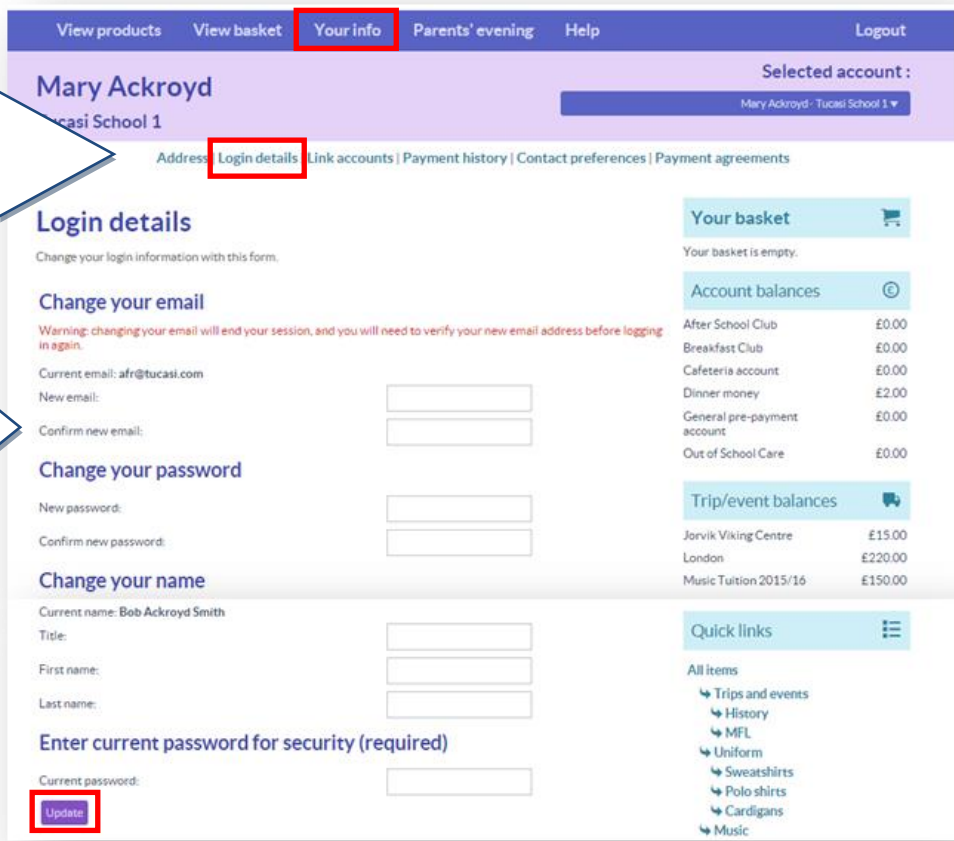 View products View basket Your info Parents' evening Help Logout
Mary Ackroyd
Selected account :
Mary Ackroyd - Tucasi School 1
Tucasi School 1
Address | Login details | Link accounts | Payment history | Contact preferences | Payment agreements
Login details
Change your login information with this form.
Change your email
Warning: changing your email will end your session, and you will need to verify your new email address before logging
in again.
Current email: afr@tucasi.com
New email:
Confirm new email:
Change your password
New password:
Confirm new password:
Change your name
Current name: Bob Ackroyd Smith
Title:
First name:
Last name:
Enter current password for security (required)
Current password:
Update
Your basket
Your basket is empty.
Account balances
After School Club £0.00
Breakfast Club £0.00
Cafeteria account £0.00
Dinner money £2.00
General pre-payment £0.00
account
Out of School Care £0.00
Trip/event balances
Jorvik Viking Centre £15.00
London £220.00
Music Tuition 2015/16 £150.00
Quick links
All items
Trips and events
History
MFL
Uniform
Sweatshirts
Polo shirts
Cardigans
Music